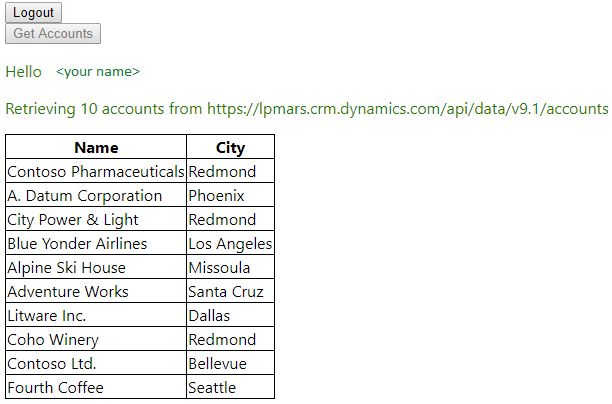 Logout
Get Accounts
Hello <your name>
Retrieving 10 accounts from https://lpmars.crm.dynamics.com/api/data/v9.1/accounts
Name City
Contoso Pharmaceuticals Redmond
A. Datum Corporation Phoenix
City Power & Light Redmond
Blue Yonder Airlines Los Angeles
Alpine Ski House Missoula
Adventure Works Santa Cruz
Litware Inc. Dallas
Coho Winery Redmond
Contoso Ltd. Bellevue
Fourth Coffee Seattle